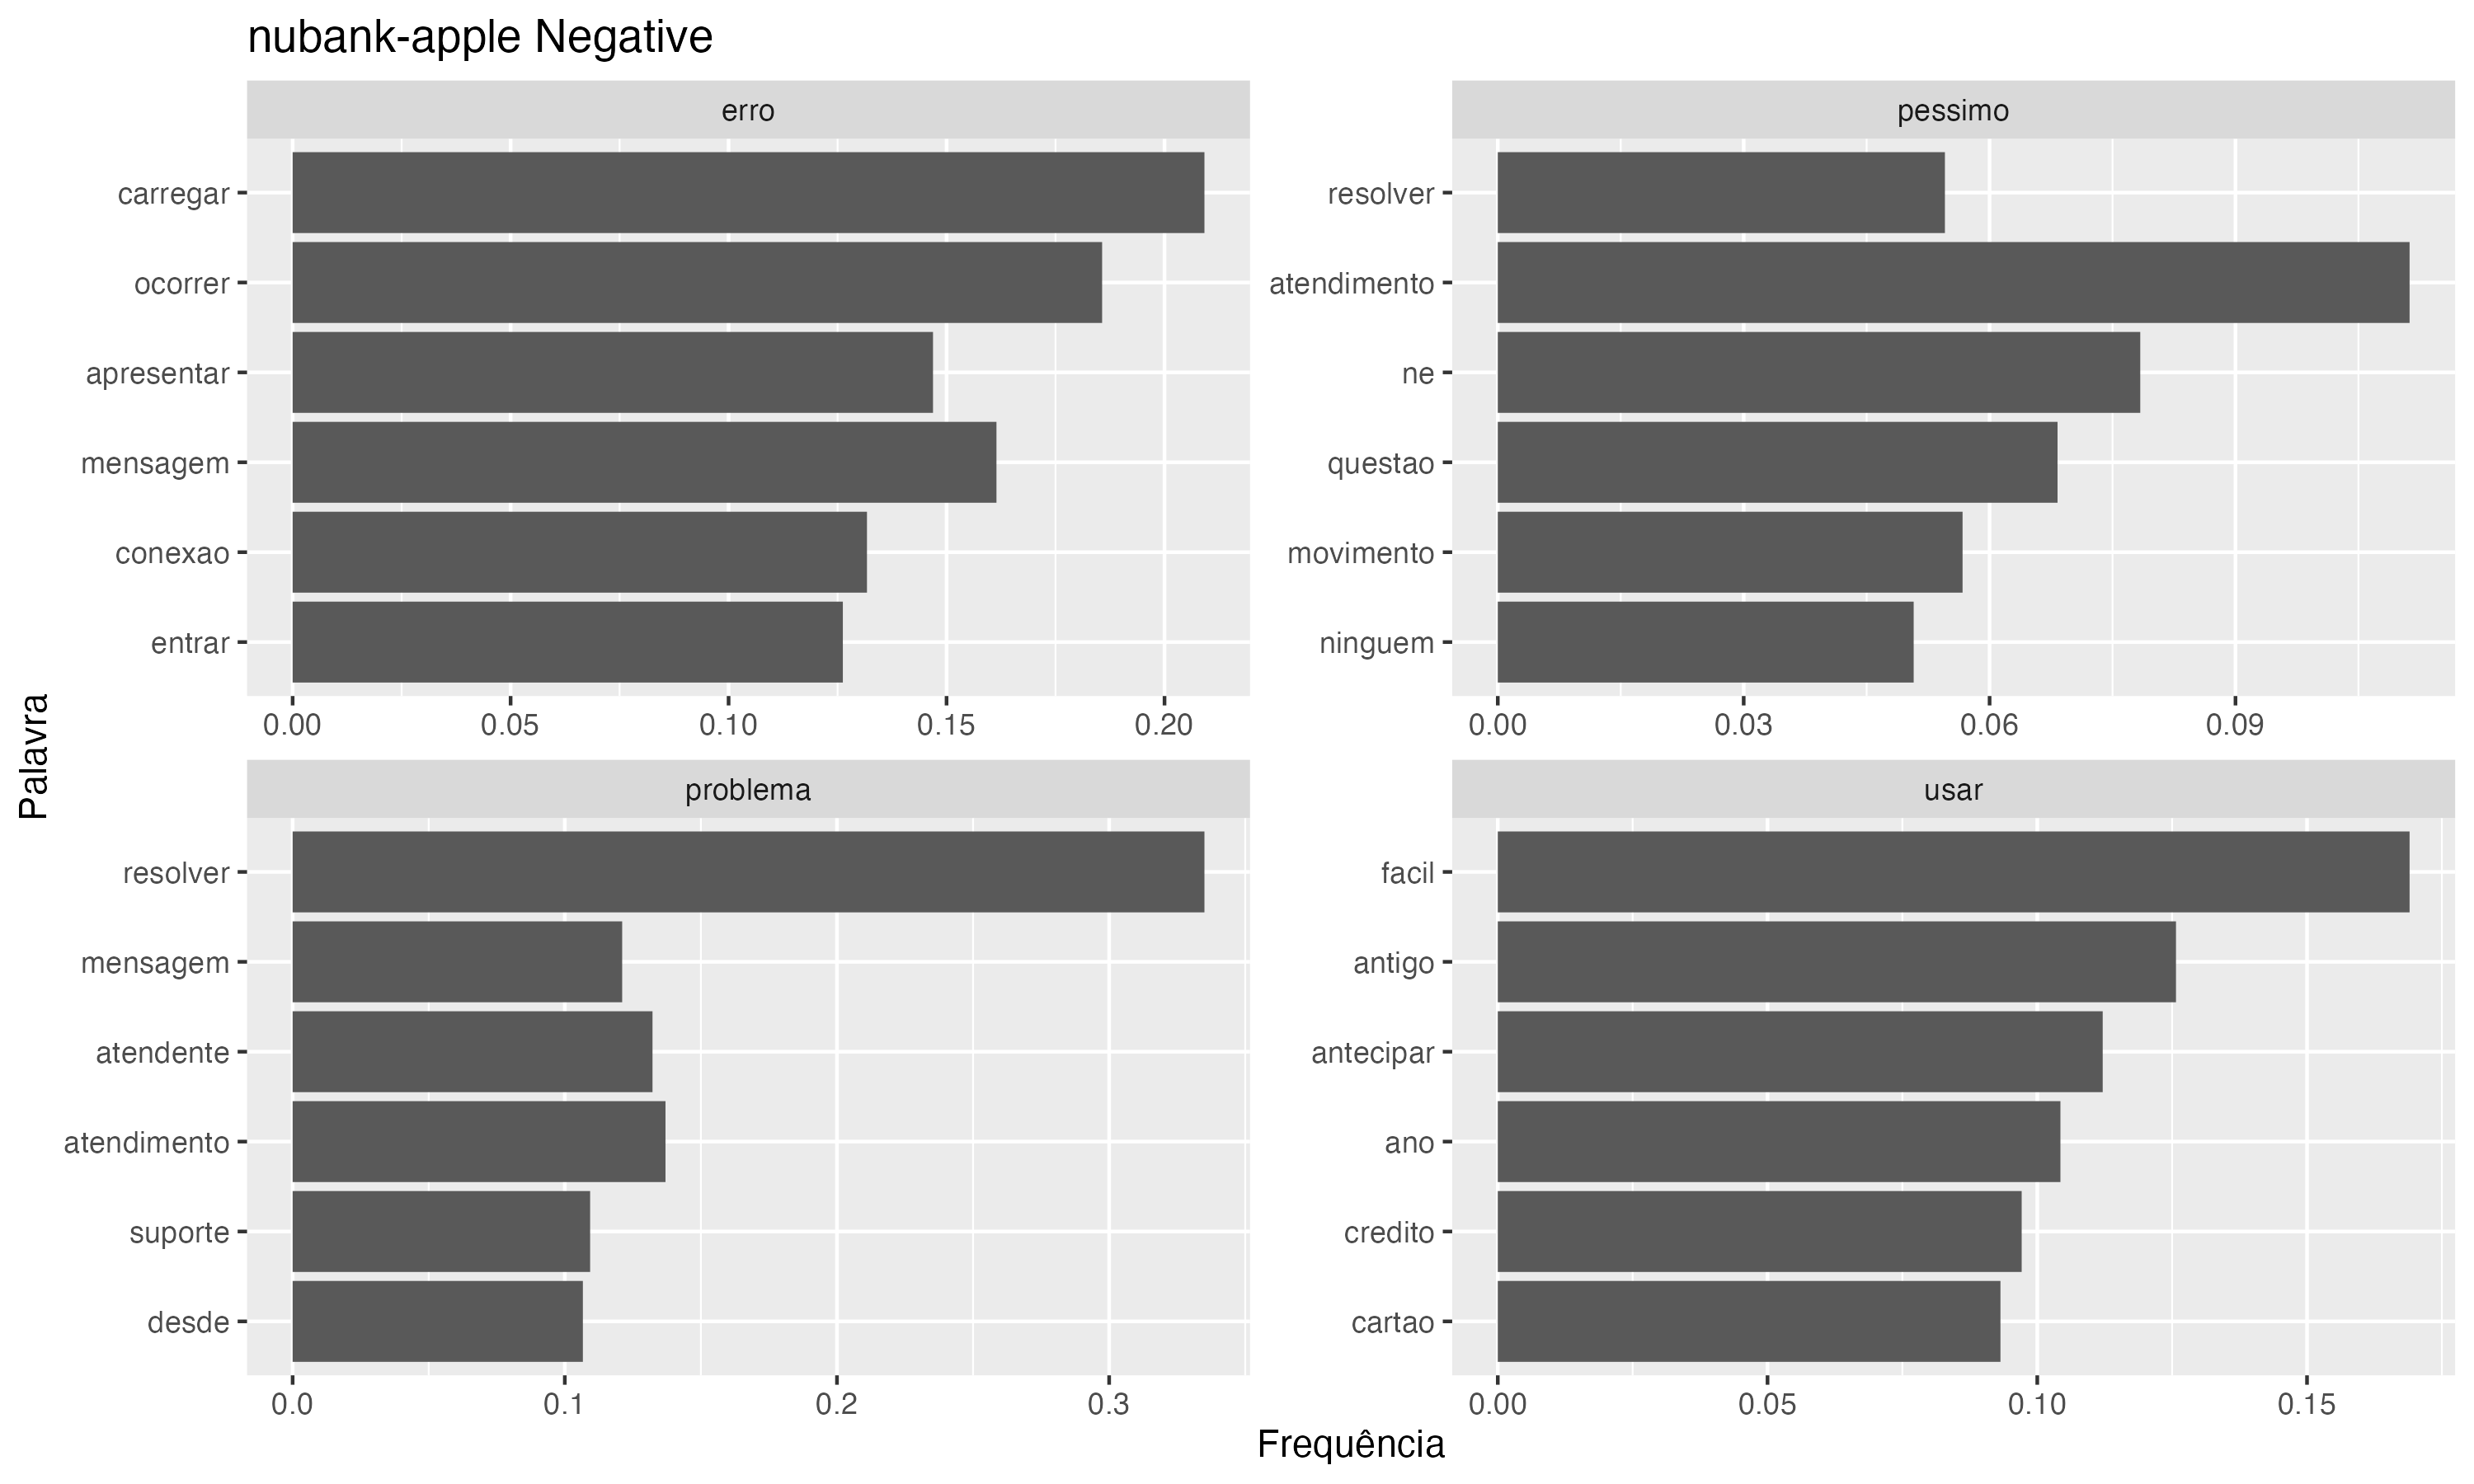 nubank-apple Negative
erro
carregar
ocorrer
apresentar
mensagem
conexao
entrar
0.00 0.05 0.10 0.15 0.20
pessimo
resolver
atendimento
ne
questao
movimento
ninguem
0.00 0.03 0.06 0.09
problema
resolver
mensagem
atendente
atendimento
suporte
desde
0.0 0.1 0.2 0.3
usar
facil
antigo
antecipar
ano
credito
cartao
0.00 0.05 0.10 0.15
Palavra
Frequência